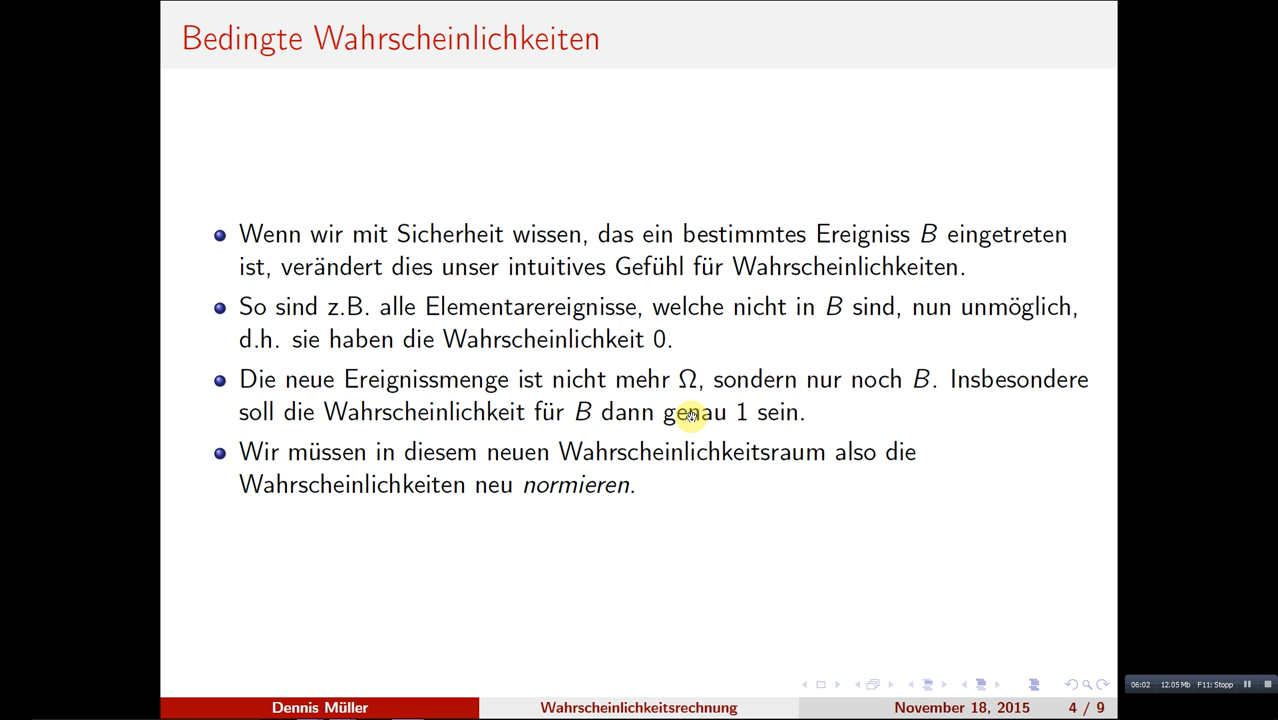 Bedingte Wahrscheinlichkeiten
Wenn wir mit Sicherheit wissen, das ein bestimmtes Ereigniss B eingetreten
ist, verändert dies unser intuitives Gefühl für Wahrscheinlichkeiten.
So sind z.B. alle Elementarereignisse, welche nicht in B sind, nun unmöglich,
d.h. sie haben die Wahrscheinlichkeit 0.
Die neue Ereignissmenge ist nicht mehr Ω, sondern nur noch B. Insbesondere
soll die Wahrscheinlichkeit für B dann genau 1 sein.
Wir müssen in diesem neuen Wahrscheinlichkeitsraum also die
Wahrscheinlichkeiten neu normieren.
06:02 12.05 Mb F11: Stopp
Dennis Müller Wahrscheinlichkeitsrechnung November 18, 2015 4 / 9